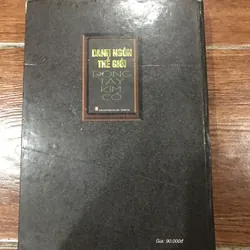 DANH NGÔN
THẾ GIỚI
ĐÔNG
TÂY
KIM
CỔ
Giá: 90.000đ